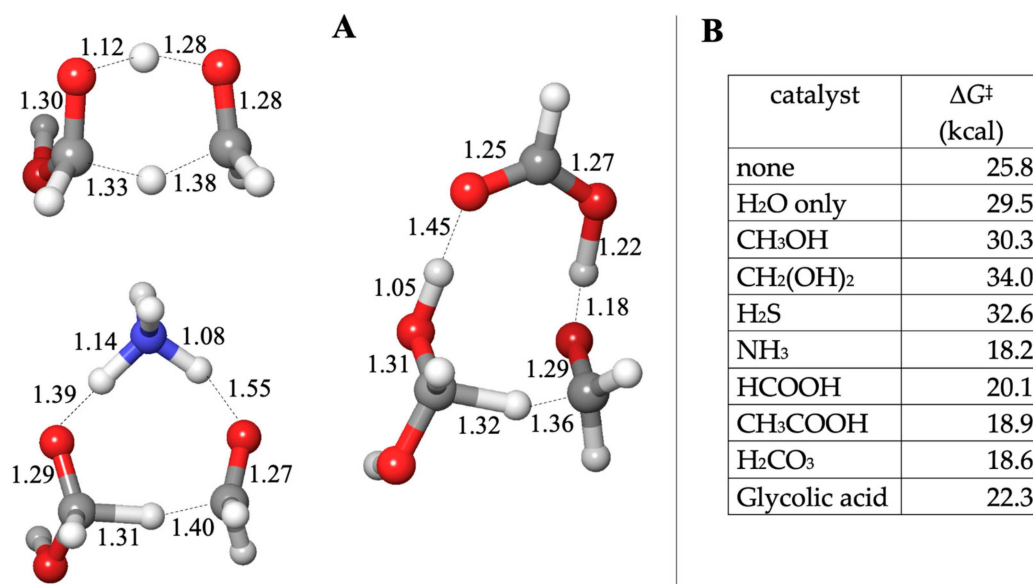 A
1.12
1.28
1.30
1.28
1.33
1.38
1.14
1.08
1.39
1.55
1.29
1.27
1.31
1.40
1.25
1.27
1.45
1.22
1.05
1.18
1.31
1.29
1.32
1.36
B
catalyst ΔG‡
(kcal)
none 25.8
H₂O only 29.5
CH₃OH 30.3
CH₂(OH)₂ 34.0
H₂S 32.6
NH₃ 18.2
HCOOH 20.1
CH₃COOH 18.9
H₂CO₃ 18.6
Glycolic acid 22.3